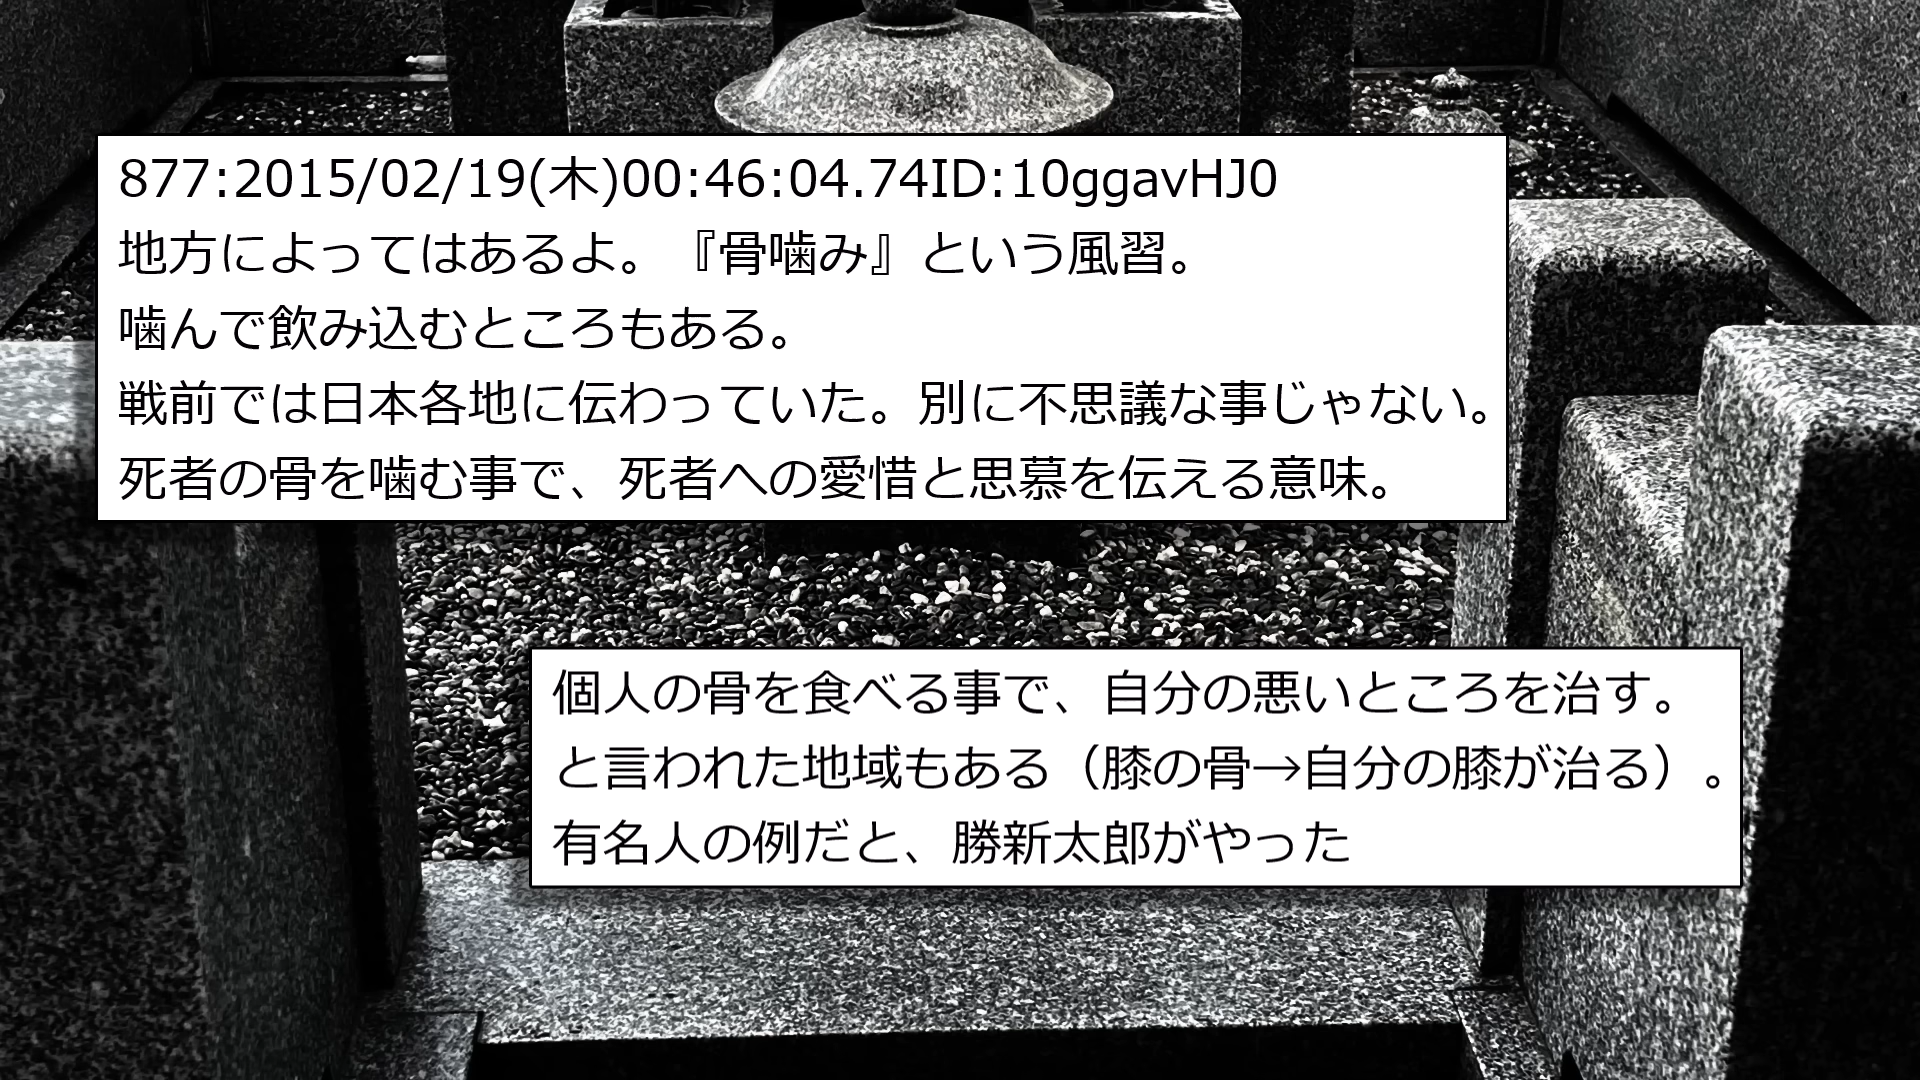 877:2015/02/19(木)00:46:04.74ID:10ggavHJ0
地方によってはあるよ。『骨噛み』という風習。
噛んで飲み込むところもある。
戦前では日本各地に伝わっていた。別に不思議な事じゃない。
死者の骨を噛む事で、死者への愛惜と思慕を伝える意味。
個人の骨を食べる事で、自分の悪いところを治す。
と言われた地域もある（膝の骨→自分の膝が治る）。
有名人の例だと、勝新太郎がやった